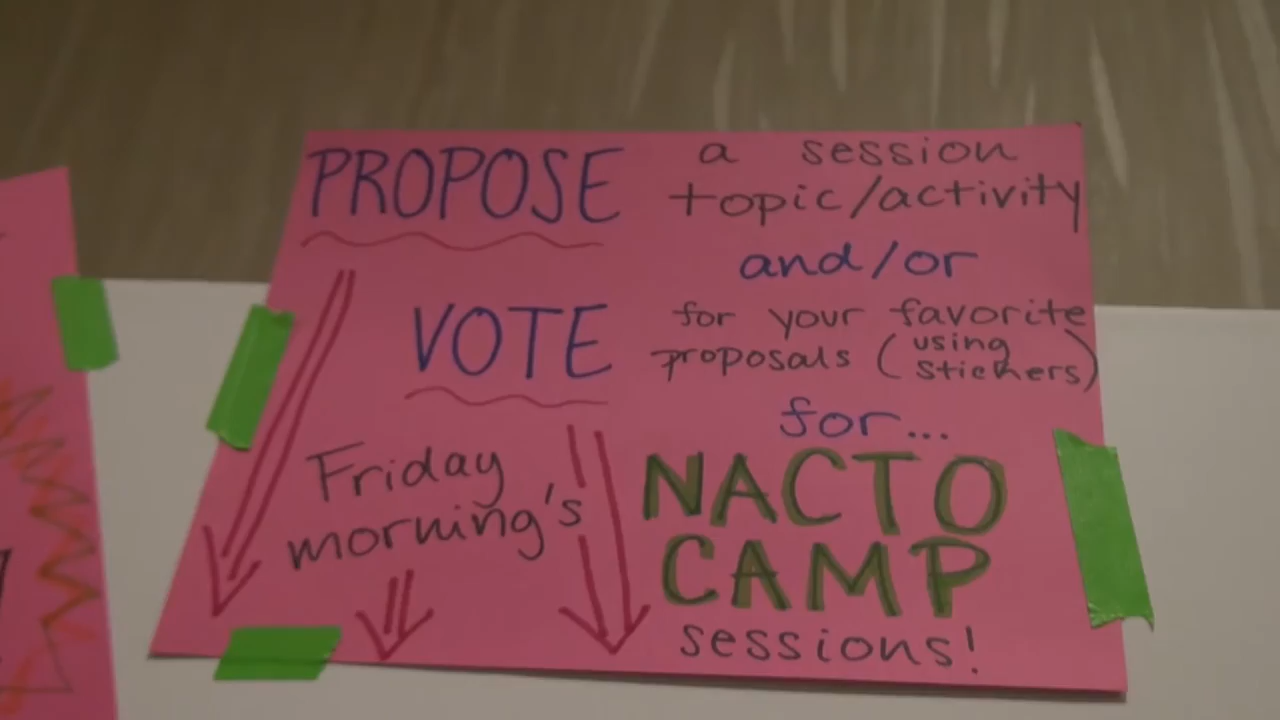 PROPOSE a session
topic/activity
and/or
VOTE for your favorite
proposals (using
stickers)
for...
Friday
morning's
NACTO
CAMP
sessions!